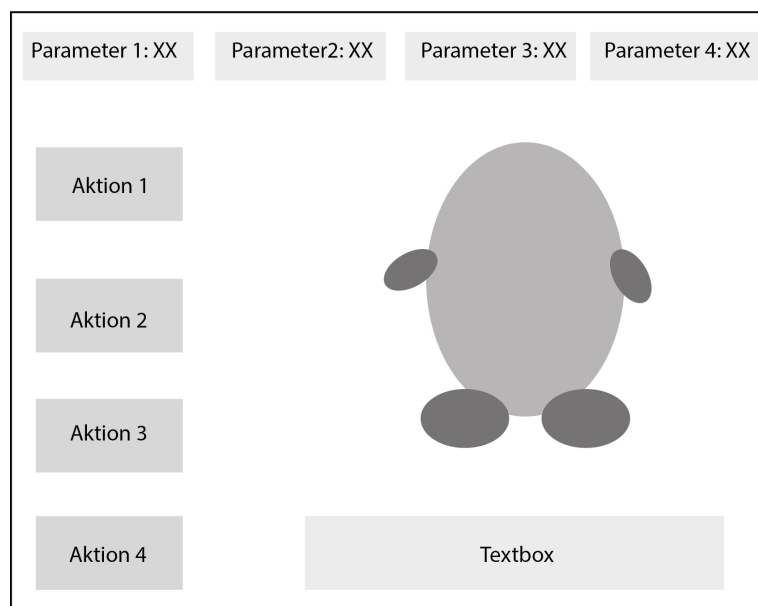 Parameter 1: XX
Parameter2: XX
Parameter 3: XX
Parameter 4: XX
Aktion 1
Aktion 2
Aktion 3
Aktion 4
Textbox